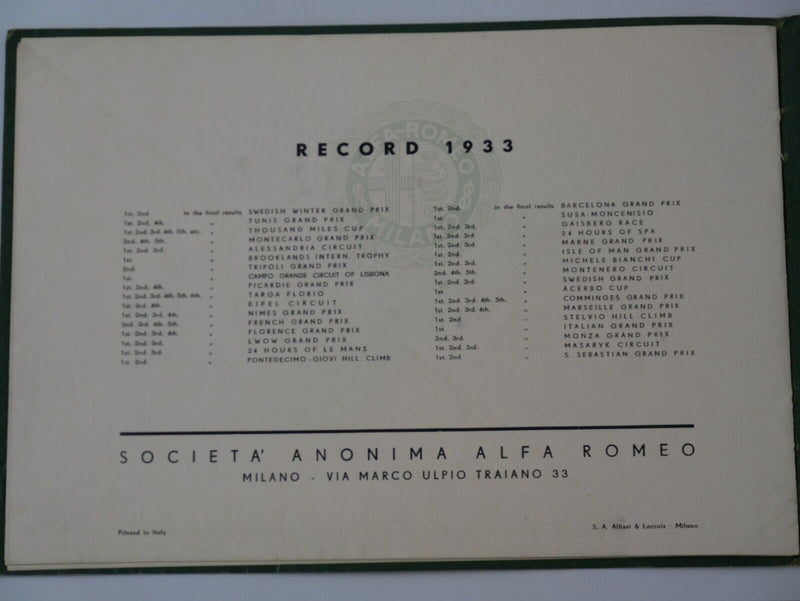 ALFA-ROMEO
MILANO
RECORD 1933
1st. 2nd in the final results SWEDISH WINTER GRAND PRIX
1st. 2nd. 4th. " TUNIS GRAND PRIX
1st. 2nd. 3rd 4th. 5th. etc. " THOUSAND MILES CUP
2nd. 4th. 5th. " MONTECARLO GRAND PRIX
1st. 2nd. 3rd. " ALESSANDRIA CIRCUIT
1st. " BROOKLANDS INTERN. TROPHY
2nd. " TRIPOLI GRAND PRIX
1st. " CAMPO GRANDE CIRCUIT OF LISBONA
1st. 2nd. 4th. " PICARDIE GRAND PRIX
1st. 2nd. 3rd. 4th. 5th. 6th. " TARGA FLORIO
1st. 3rd. 4th. " EIFEL CIRCUIT
1st. 2nd. 3rd. 4th. " NIMES GRAND PRIX
2nd. 3rd. 4th. 5th. " FRENCH GRAND PRIX
1st. 2nd. 3rd. 4th. " FLORENCE GRAND PRIX
1st. 2nd. 3rd. " LWOW GRAND PRIX
1st. 2nd. 3rd. " 24 HOURS OF LE MANS
1st. 2nd. " PONTEDECIMO - GIOVI HILL CLIMB
1st. 2nd. in the final results BARCELONA GRAND PRIX
1st. " SUSA-MONCENISIO
1st. 2nd. 3rd. " GAISBERG RACE
1st. 2nd. 3rd. " 24 HOURS OF SPA
1st. 2nd. 3rd. " MARNE GRAND PRIX
1st. 2nd. " ISLE OF MAN GRAND PRIX
1st. 2nd. 3rd. " MICHELE BIANCHI CUP
2nd. 4th. 5th. " MONTENERO CIRCUIT
1st. 2nd. 3rd. " SWEDISH GRAND PRIX
1st. " ACERBO CUP
1st. 2nd. 3rd. 4th. 5th. " COMMINGES GRAND PRIX
1st. 2nd. 3rd. 4th. " MARSEILLE GRAND PRIX
1st. 2nd. " STELVIO HILL CLIMB
1st. " ITALIAN GRAND PRIX
2nd. 3rd. " MONZA GRAND PRIX
1st. 2nd. 3rd. " MASARYK CIRCUIT
1st. 2nd. " S. SEBASTIAN GRAND PRIX
SOCIETA' ANONIMA ALFA ROMEO
MILANO - VIA MARCO ULPIO TRAIANO 33
Printed in Italy
S. A. Alfieri & Lacroix - Milano